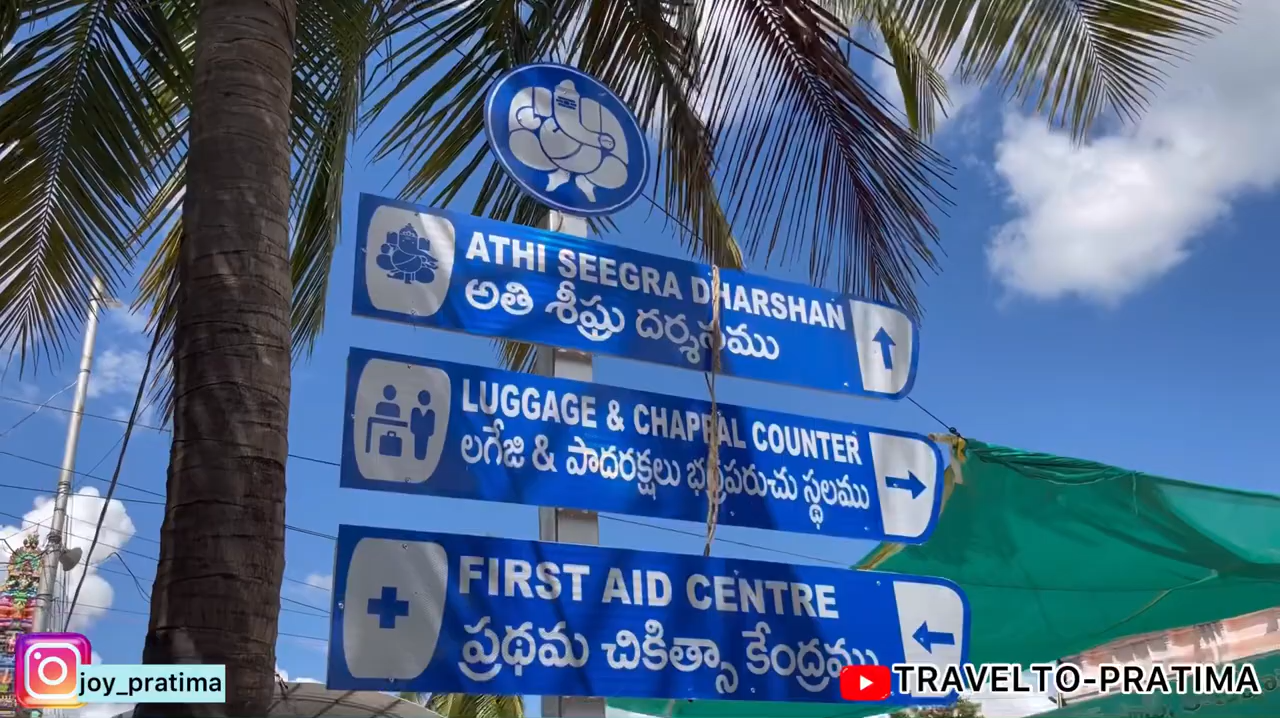 ATHI SEEGRA DHARSHAN
అతి శీఘ్ర దర్శనము
LUGGAGE & CHAPPAL COUNTER
లగేజి & పాదరక్షలు భద్రపరుచు స్థలము
FIRST AID CENTRE
ప్రథమ చికిత్సా కేంద్రము
joy_pratima
TRAVELTO-PRATIMA